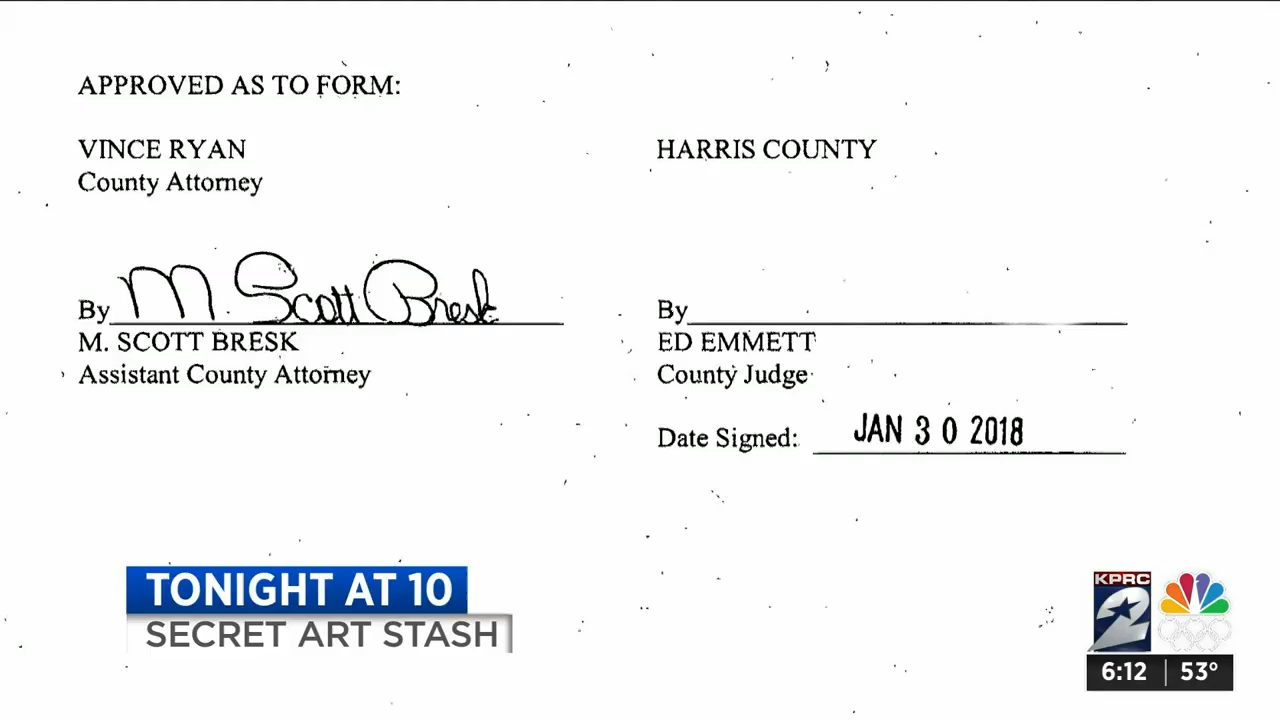 APPROVED AS TO FORM:
VINCE RYAN
County Attorney
By M. Scott Bresk
M. SCOTT BRESK
Assistant County Attorney
HARRIS COUNTY
By
ED EMMETT
County Judge
Date Signed: JAN 30 2018
TONIGHT AT 10
SECRET ART STASH
KPRC
2
6:12 53°